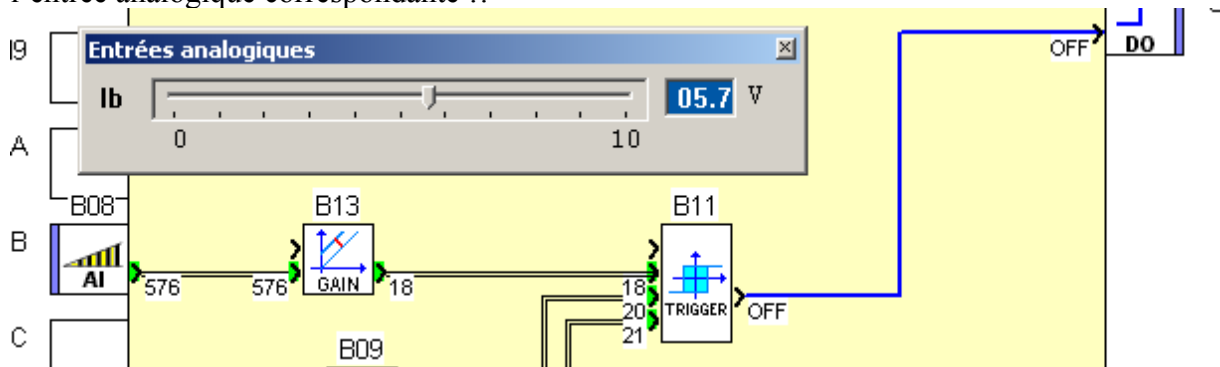 l'entrée analogique correspondante !!
I9
Entrées analogiques
OFF
DO
Ib
05.7 V
0
10
A
B08
B13
B11
B
AI
576
576
GAIN
18
18
20
21
TRIGGER
OFF
C
B09